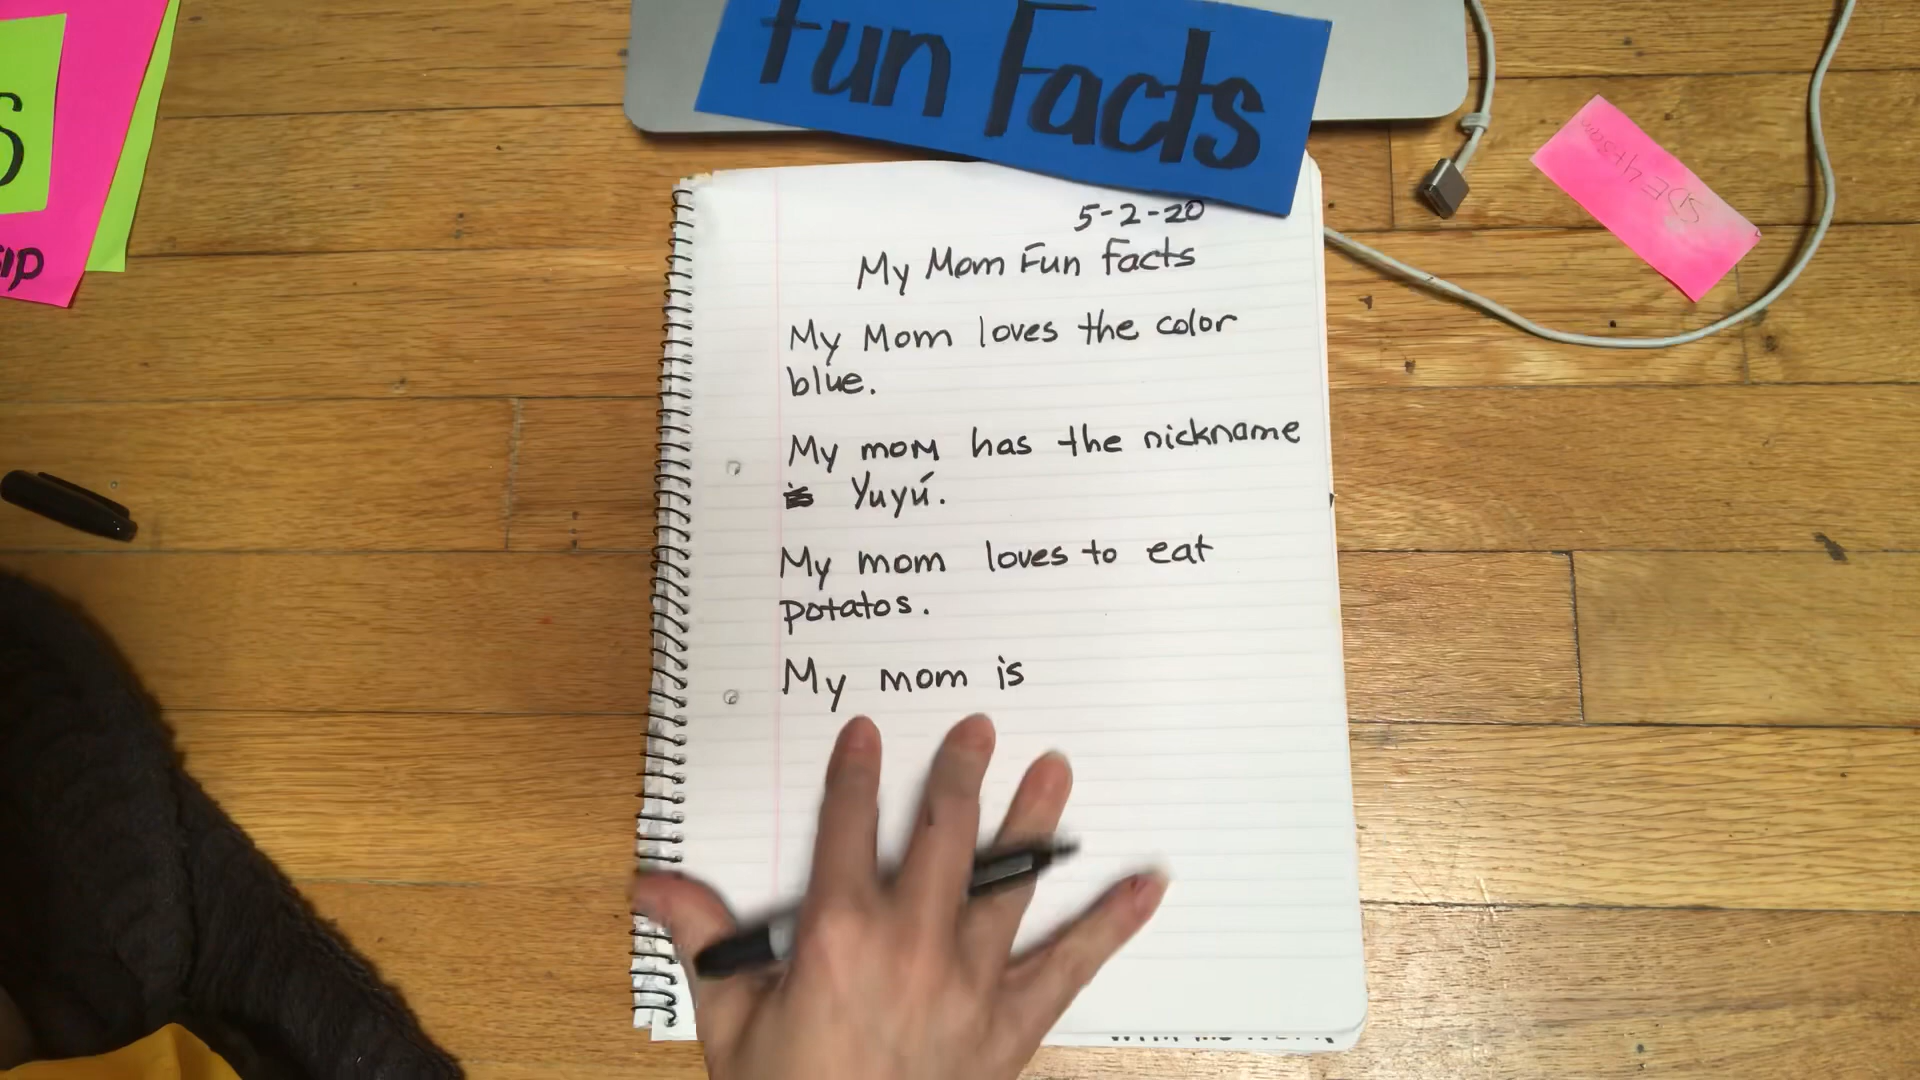 Fun Facts
5-2-20
My Mom Fun Facts
My Mom loves the color
blue.
My mom has the nickname
Yuyú.
My mom loves to eat
potatos.
My mom is